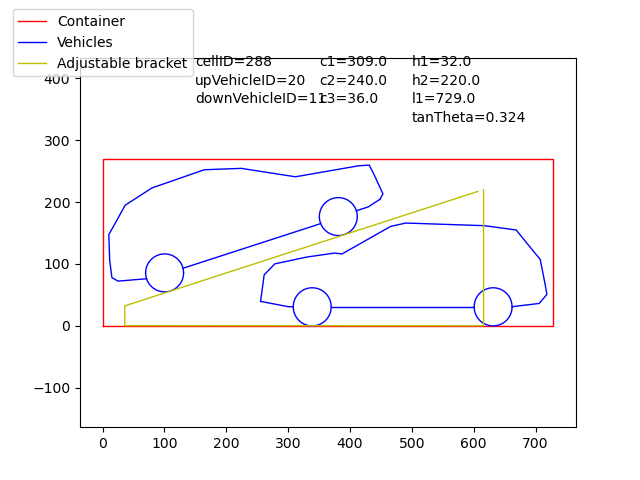 Container
Vehicles
Adjustable bracket
cellID=288 c1=309.0 h1=32.0
upVehicleID=20 c2=240.0 h2=220.0
downVehicleID=11 c3=36.0 l1=729.0
tanTheta=0.324
400
300
200
100
0
−100
0 100 200 300 400 500 600 700